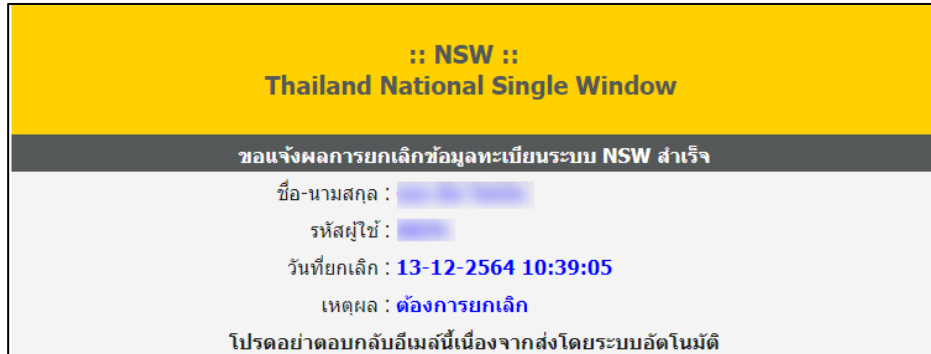 :: NSW ::
Thailand National Single Window
ขอแจ้งผลการยกเลิกข้อมูลทะเบียนระบบ NSW สำเร็จ
ชื่อ-นามสกุล :
รหัสผู้ใช้ :
วันที่ยกเลิก : 13-12-2564 10:39:05
เหตุผล : ต้องการยกเลิก
โปรดอย่าตอบกลับอีเมล์นี้เนื่องจากส่งโดยระบบอัตโนมัติ